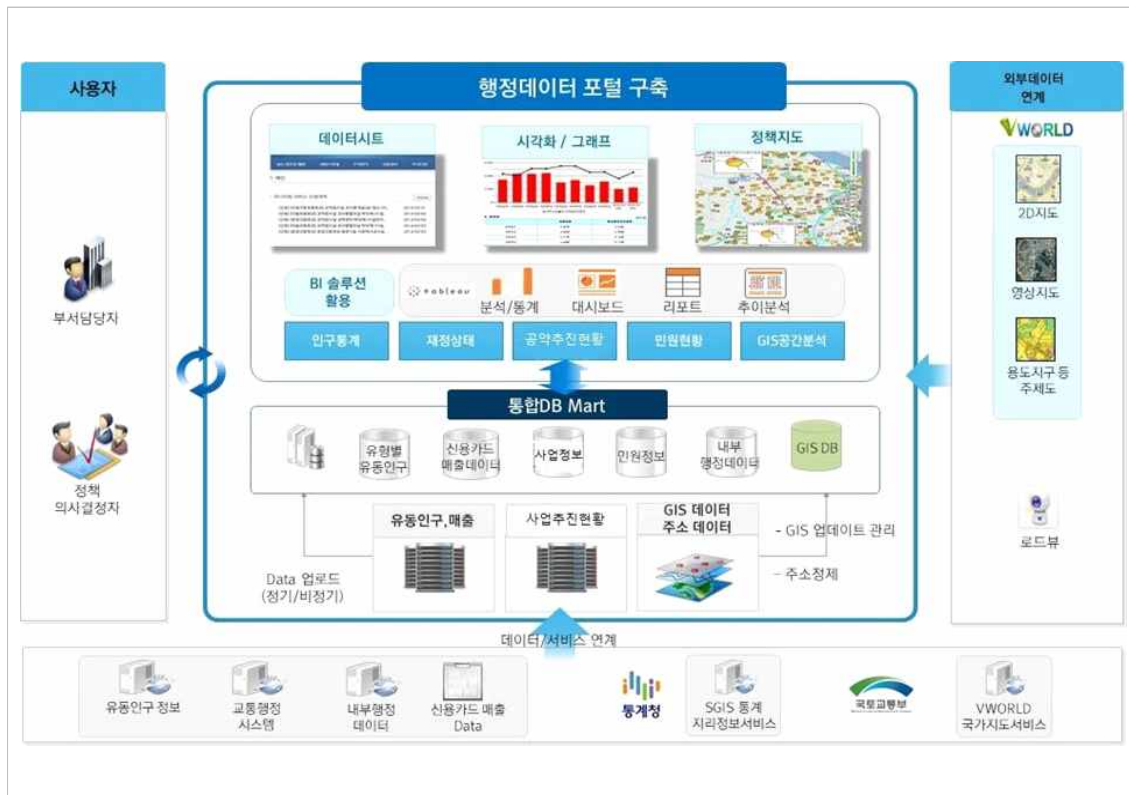 사용자
부서담당자
정책
의사결정자
행정데이터 포털 구축
데이터시트
시각화 / 그래프
정책지도
BI 솔루션
활용
+ableau
분석/통계
대시보드
리포트
추이분석
인구통계
재정상태
공약추진현황
민원현황
GIS공간분석
통합DB Mart
유형별
유동인구
신용카드
매출데이터
사업정보
민원정보
내부
행정데이터
GIS DB
유동인구,매출
사업추진현황
GIS 데이터
주소 데이터
- GIS 업데이트 관리
- 주소정제
Data 업로드
(정기/비정기)
데이터/서비스 연계
유동인구 정보
교통행정
시스템
내부행정
데이터
신용카드 매출
Data
통계청
SGIS 통계
지리정보서비스
국토교통부
VWORLD
국가지도서비스
외부데이터
연계
VWORLD
2D지도
영상지도
용도지구 등
주제도
로드뷰